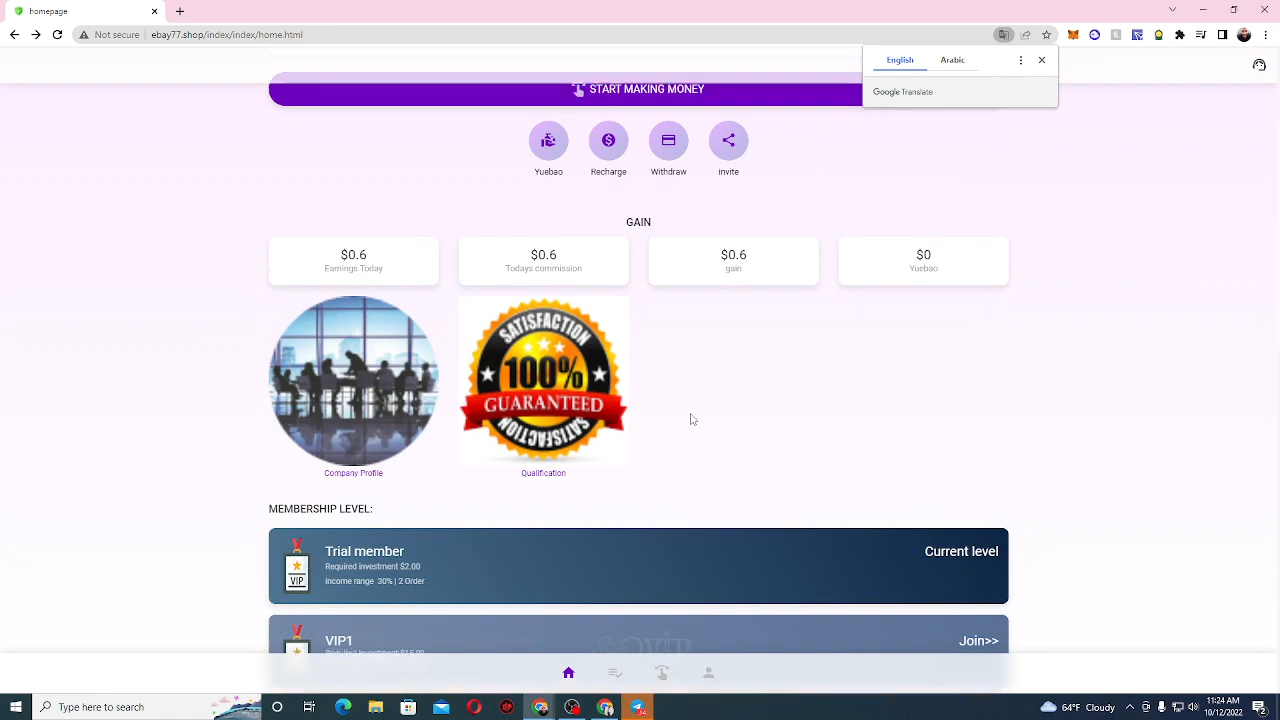 homepage
Not secure
ebay77.shop/index/index/home.html
English
Arabic
Google Translate
START MAKING MONEY
Yuebao
Recharge
Withdraw
invite
GAIN
$0.6
Earnings Today
$0.6
Todays commission
$0.6
gain
$0
Yuebao
SATISFACTION
100%
GUARANTEED
SATISFACTION
Company Profile
Qualification
MEMBERSHIP LEVEL:
VIP
Trial member
Required investment $2.00
Income range 30% | 2 Order
Current level
VIP1
Join>>
Type here to search
66°F Cloudy
11:24 AM
10/12/2022